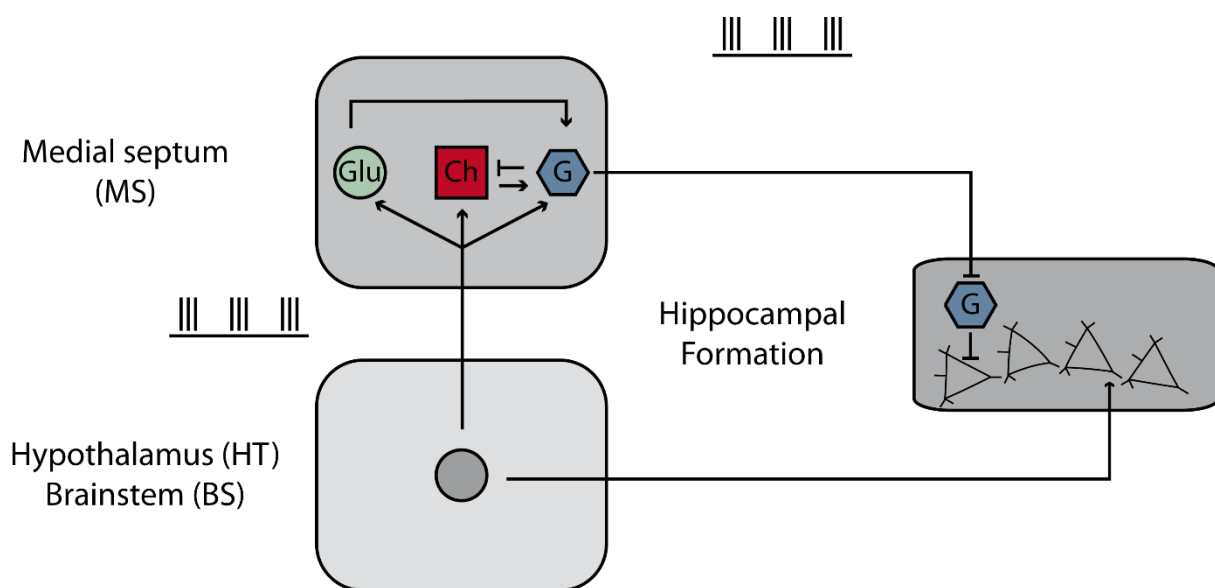 Medial septum
(MS)
Glu
Ch
G
G
Hippocampal
Formation
Hypothalamus (HT)
Brainstem (BS)